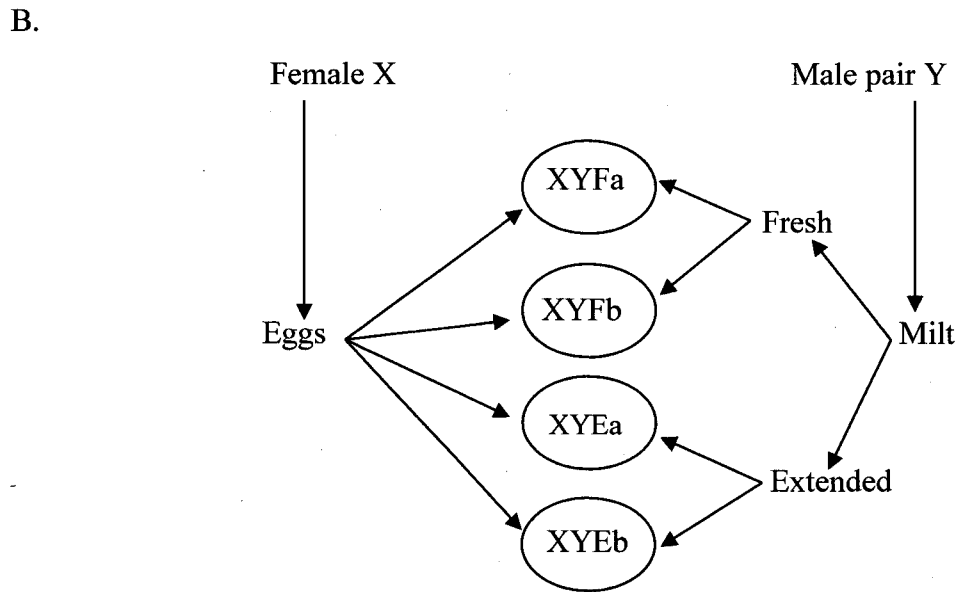 B.
Female X
Male pair Y
XYFa
Fresh
XYFb
Eggs
Milt
XYEa
Extended
XYEb